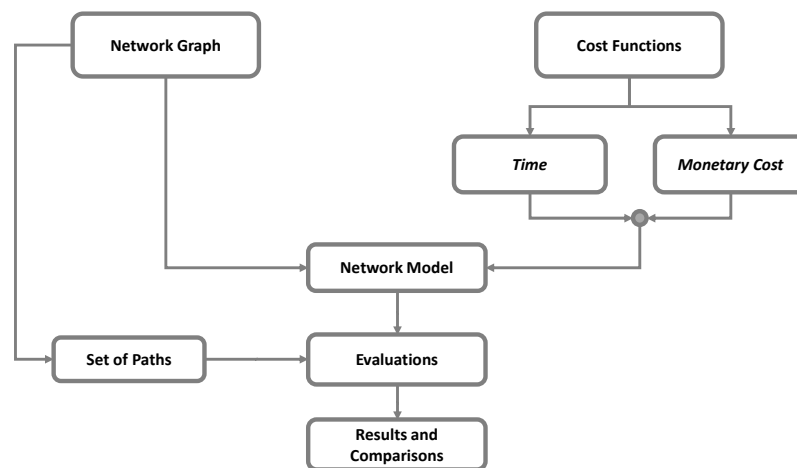 Network Graph
Cost Functions
Time
Monetary Cost
Network Model
Set of Paths
Evaluations
Results and
Comparisons